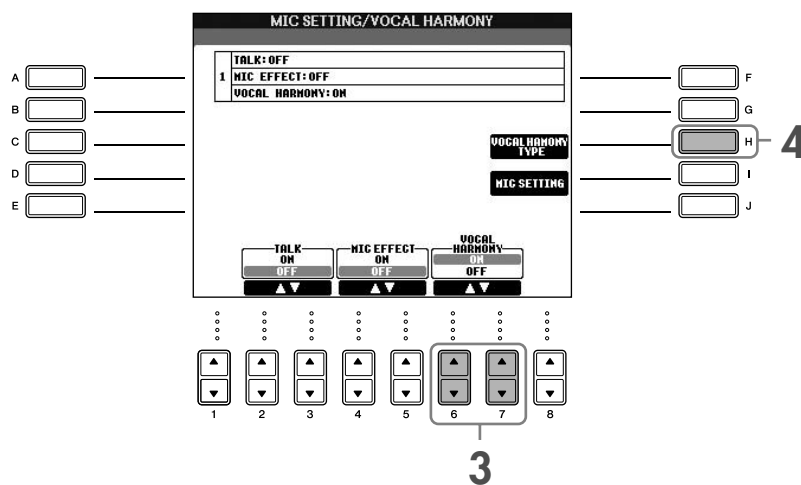 MIC SETTING/VOCAL HARMONY
TALK:OFF
1 MIC EFFECT:OFF
VOCAL HARMONY:ON
A
B
C
D
E
F
G
H
I
J
4
VOCAL HAMONY
TYPE
MIC SETTING
TALK
ON
OFF
MIC EFFECT
ON
OFF
VOCAL
HARMONY
ON
OFF
1 2 3 4 5 6 7 8
3